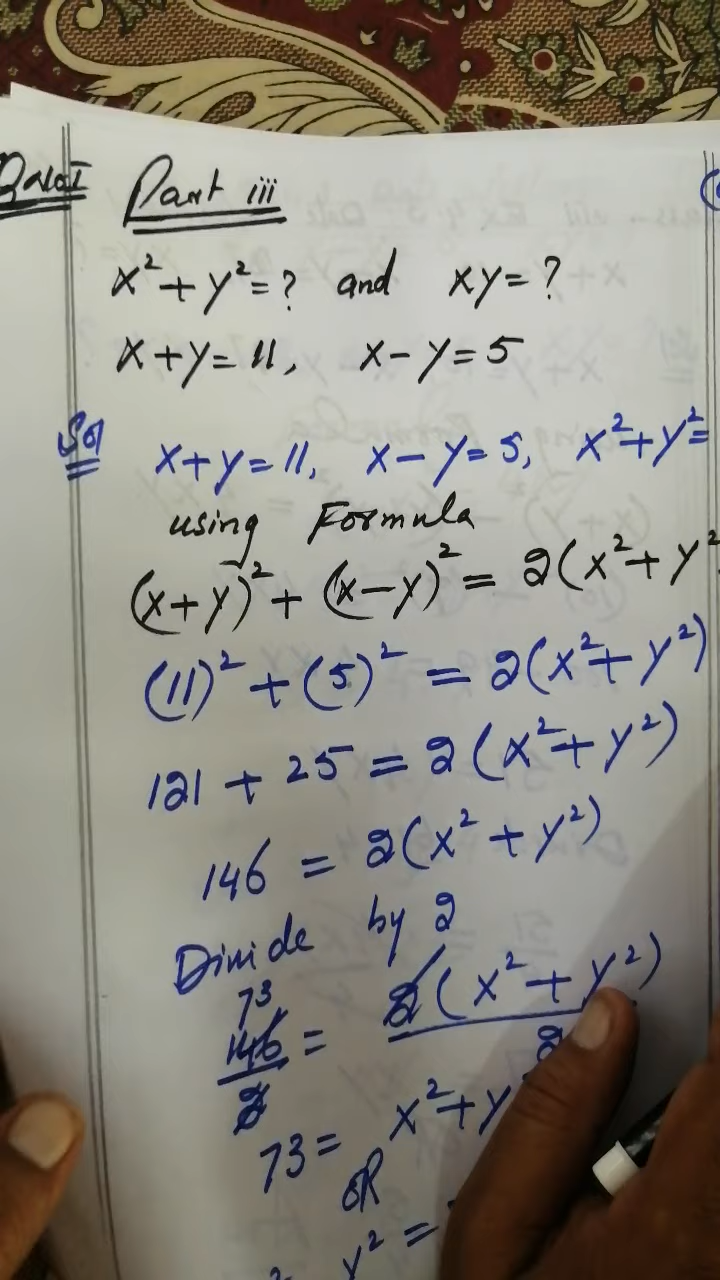 Part iii
x²+y²=? and xy=?
x+y=11, x-y=5
Sol x+y=11, x-y=5, x²+y²=
using Formula
(x+y)²+(x-y)²=2(x²+y²
(11)²+(5)²=2(x²+y²)
121+25=2(x²+y²)
146=2(x²+y²)
Divide by 2
73
146/2=2(x²+y²)/2
73=x²+y
OR
y²=